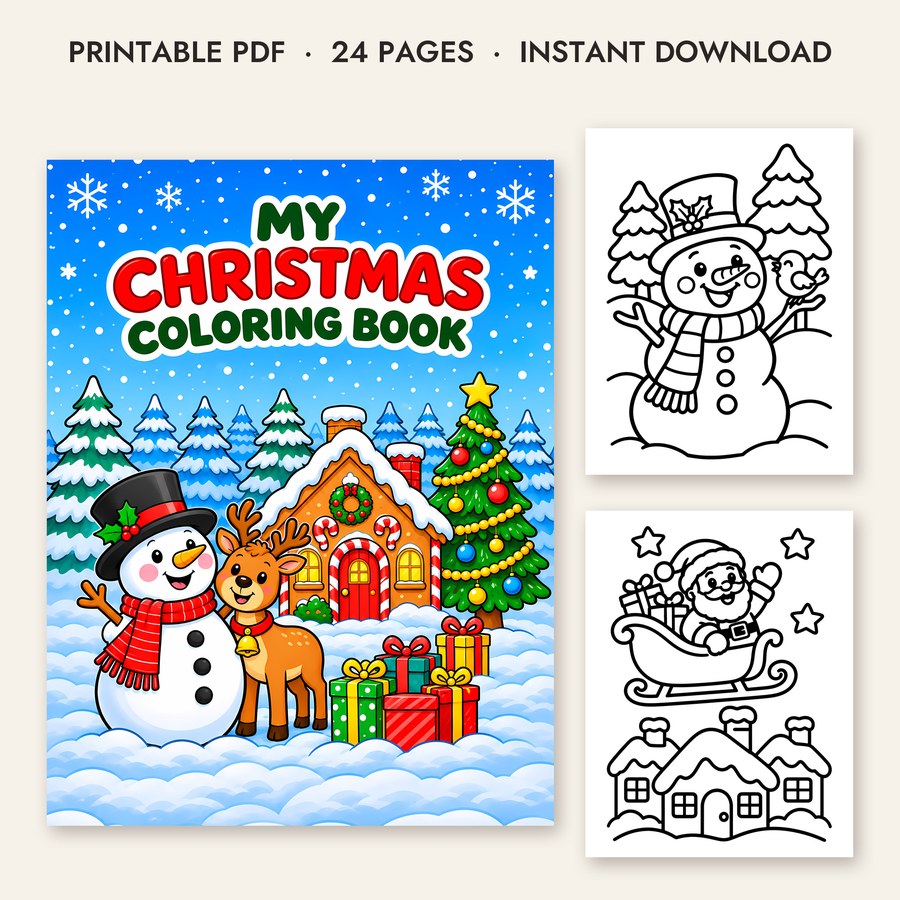 PRINTABLE PDF · 24 PAGES · INSTANT DOWNLOAD
MY
CHRISTMAS
COLORING BOOK